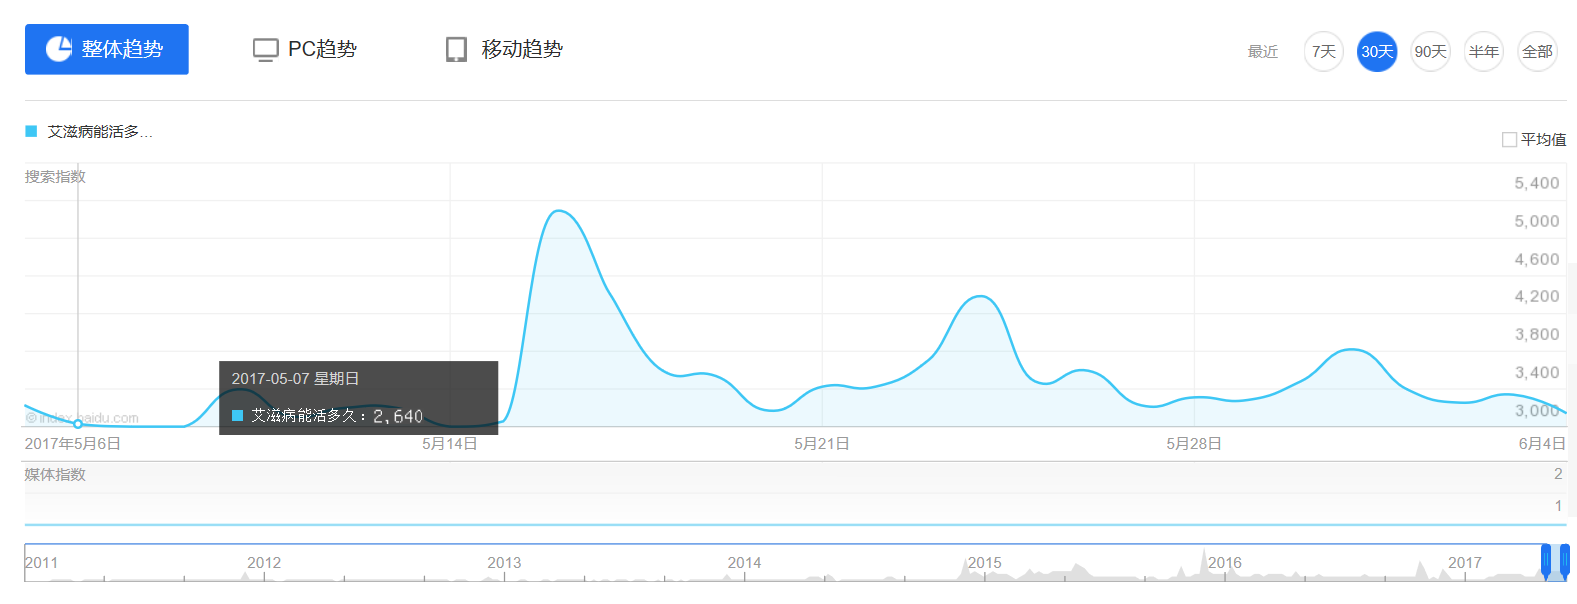 整体趋势 PC趋势 移动趋势 最近 7天 30天 90天 半年 全部
艾滋病能活多...
平均值
搜索指数
5,400
5,000
4,600
4,200
3,800
3,400
3,000
2017-05-07 星期日
艾滋病能活多久：2,640
©index.baidu.com
2017年5月6日 5月14日 5月21日 5月28日 6月4日
媒体指数
2
1
2011 2012 2013 2014 2015 2016 2017